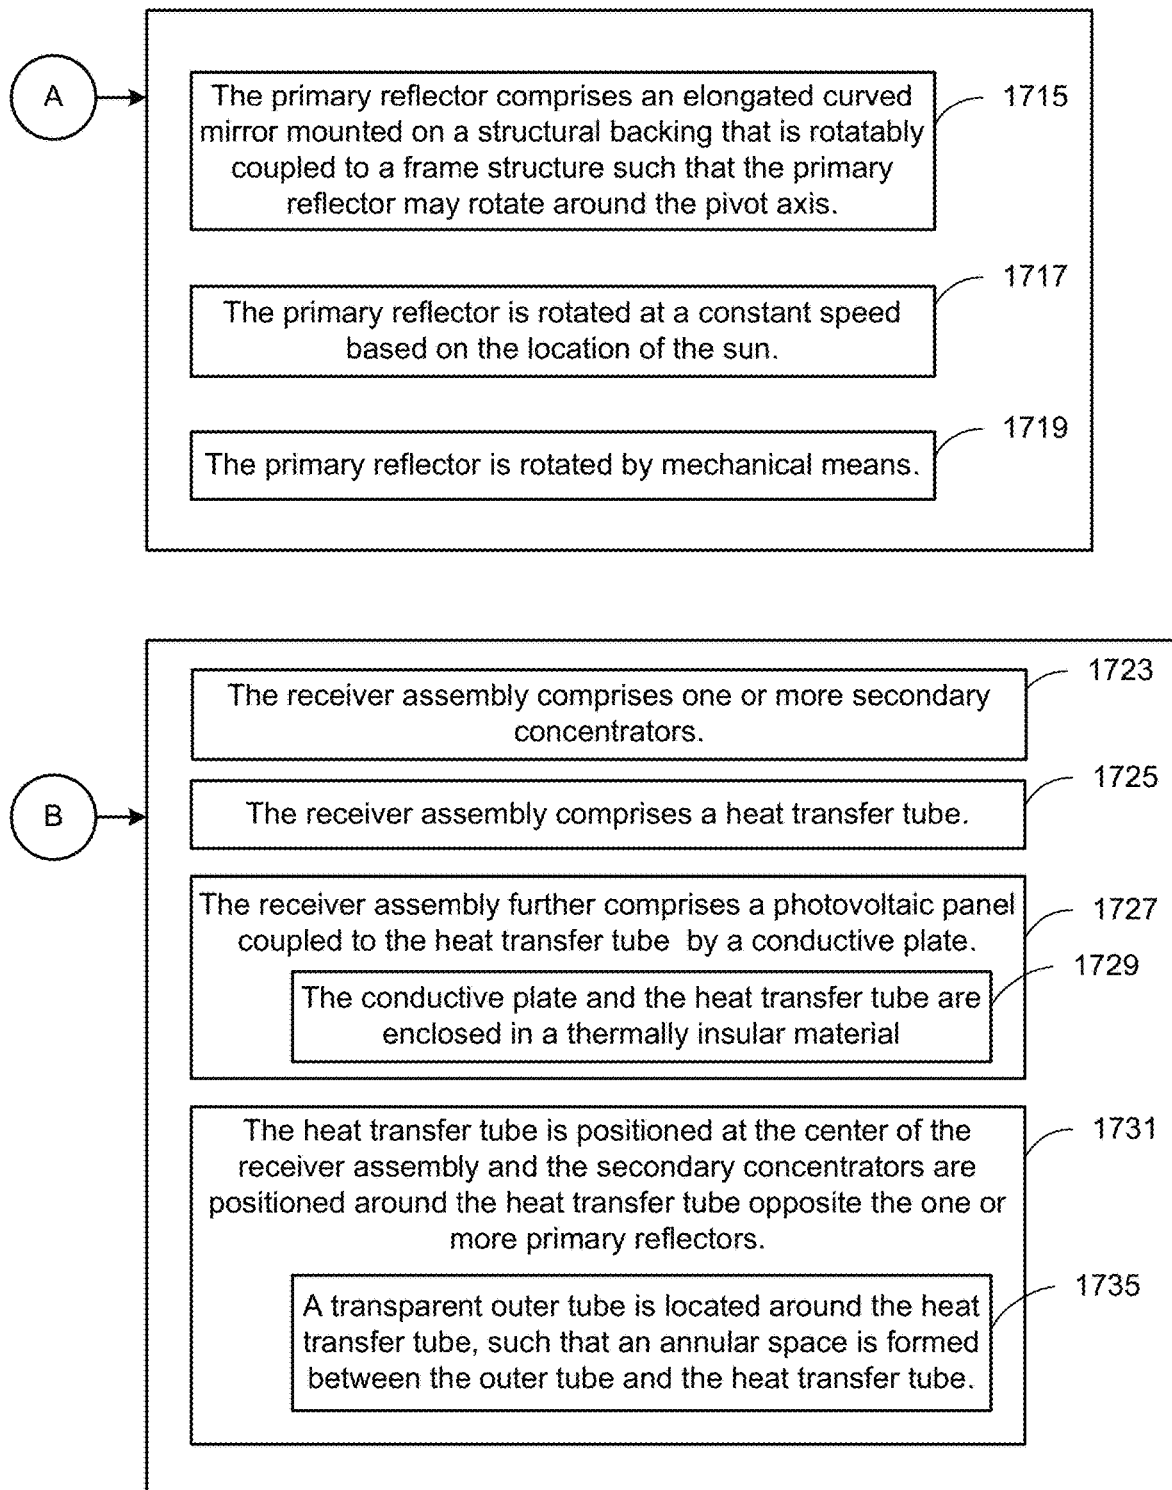 A
The primary reflector comprises an elongated curved
mirror mounted on a structural backing that is rotatably
coupled to a frame structure such that the primary
reflector may rotate around the pivot axis.
1715
The primary reflector is rotated at a constant speed
based on the location of the sun.
1717
The primary reflector is rotated by mechanical means.
1719
B
The receiver assembly comprises one or more secondary
concentrators.
1723
The receiver assembly comprises a heat transfer tube.
1725
The receiver assembly further comprises a photovoltaic panel
coupled to the heat transfer tube by a conductive plate.
1727
The conductive plate and the heat transfer tube are
enclosed in a thermally insular material
1729
The heat transfer tube is positioned at the center of the
receiver assembly and the secondary concentrators are
positioned around the heat transfer tube opposite the one or
more primary reflectors.
1731
A transparent outer tube is located around the heat
transfer tube, such that an annular space is formed
between the outer tube and the heat transfer tube.
1735